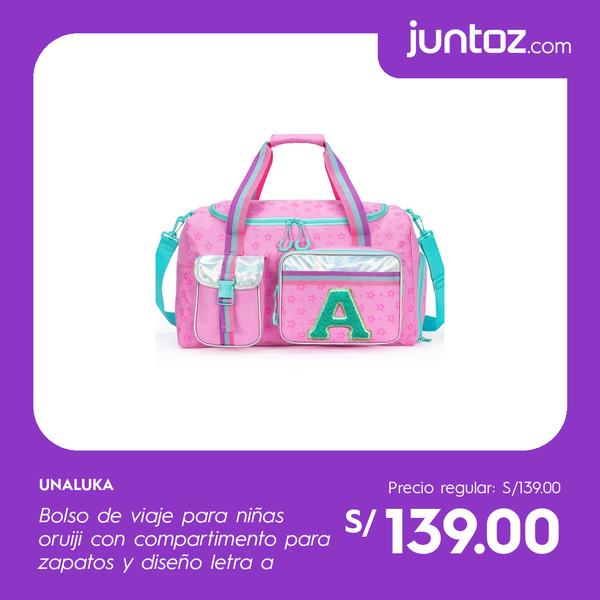 juntoz.com
A
UNALUKA
Bolso de viaje para niñas
oruiji con compartimento para
zapatos y diseño letra a
Precio regular: S/139.00
S/ 139.00